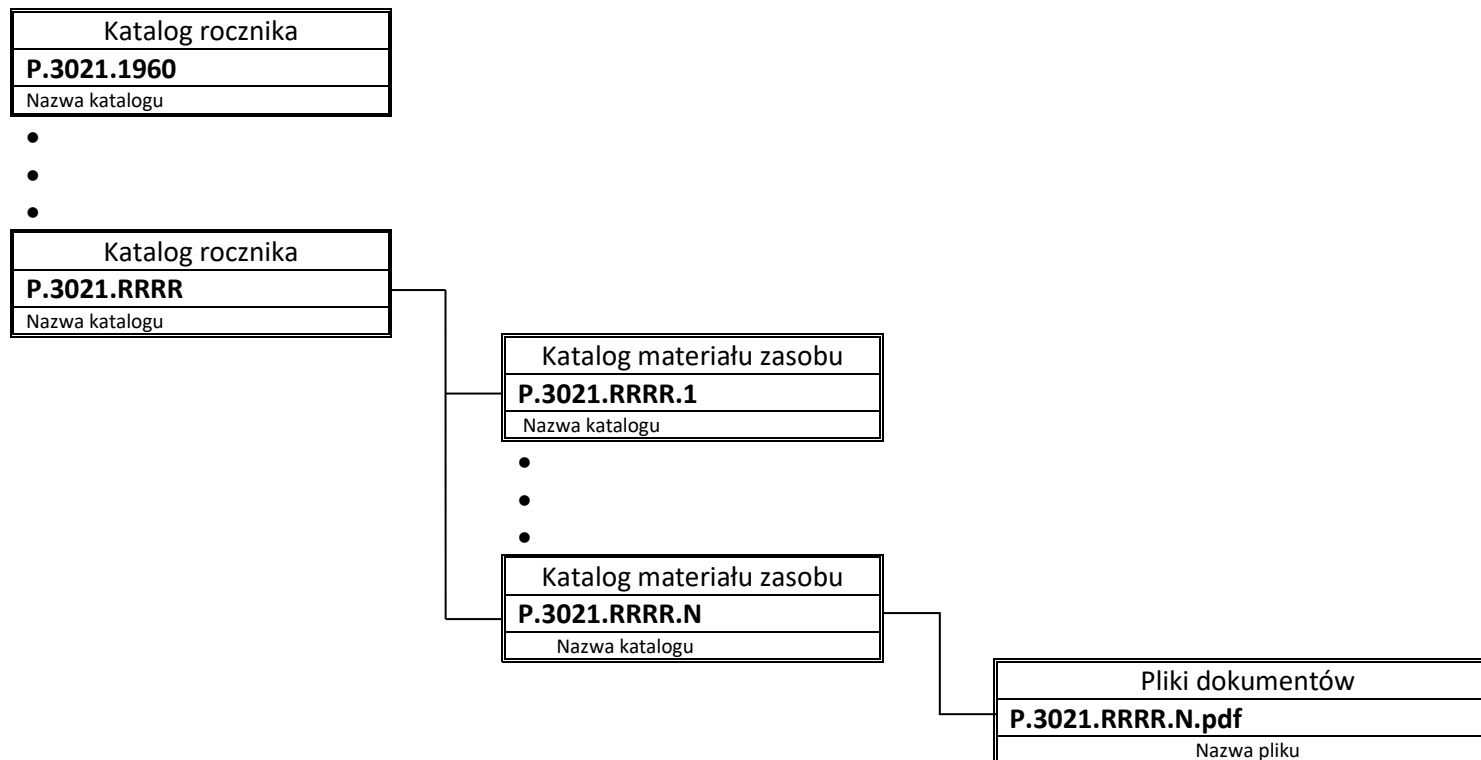 Katalog rocznika
P.3021.1960
Nazwa katalogu
•
•
•
Katalog rocznika
P.3021.RRRR
Nazwa katalogu
Katalog materiału zasobu
P.3021.RRRR.1
Nazwa katalogu
•
•
•
Katalog materiału zasobu
P.3021.RRRR.N
Nazwa katalogu
Pliki dokumentów
P.3021.RRRR.N.pdf
Nazwa pliku